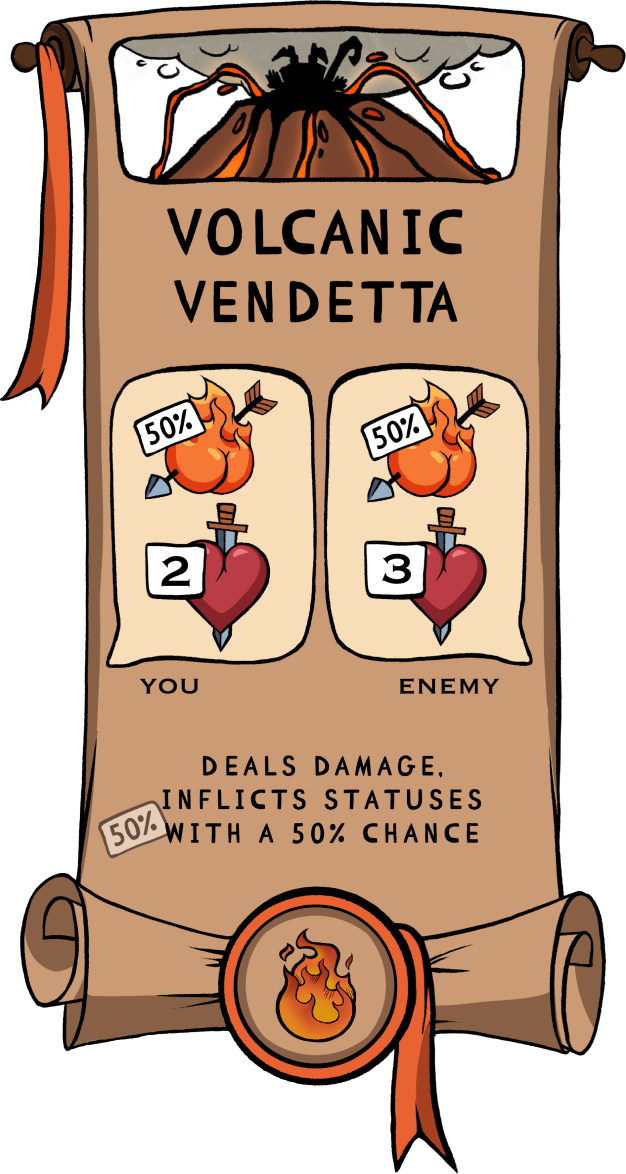 VOLCANIC
VENDETTA
50%
50%
2
3
YOU
ENEMY
DEALS DAMAGE,
INFLICTS STATUSES
50% WITH A 50% CHANCE